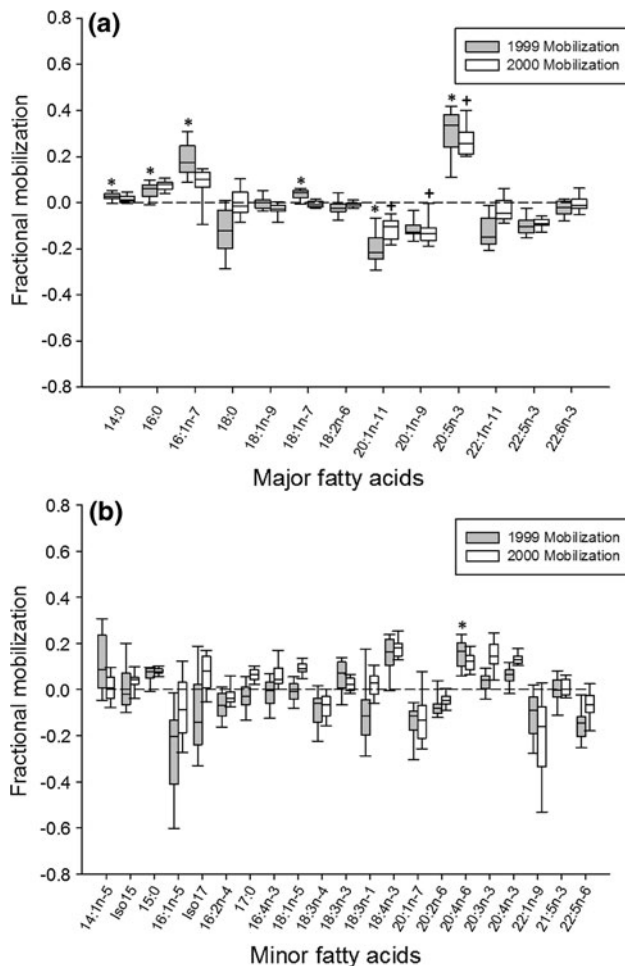 (a)
1999 Mobilization
2000 Mobilization
Fractional mobilization
0.8
0.6
0.4
0.2
0.0
-0.2
-0.4
-0.6
-0.8
* * * * * + + * +
14:0 16:0 16:1n-7 18:0 18:1n-9 18:1n-7 18:2n-6 20:1n-11 20:1n-9 20:5n-3 22:1n-11 22:5n-3 22:6n-3
Major fatty acids
(b)
1999 Mobilization
2000 Mobilization
Fractional mobilization
0.8
0.6
0.4
0.2
0.0
-0.2
-0.4
-0.6
-0.8
*
14:1n-5 Iso15 15:0 16:1n-5 Iso17 16:2n-4 17:0 16:4n-3 18:1n-5 18:3n-4 18:3n-3 18:3n-1 18:4n-3 20:1n-7 20:2n-6 20:4n-6 20:3n-3 20:4n-3 22:1n-9 21:5n-3 22:5n-6
Minor fatty acids